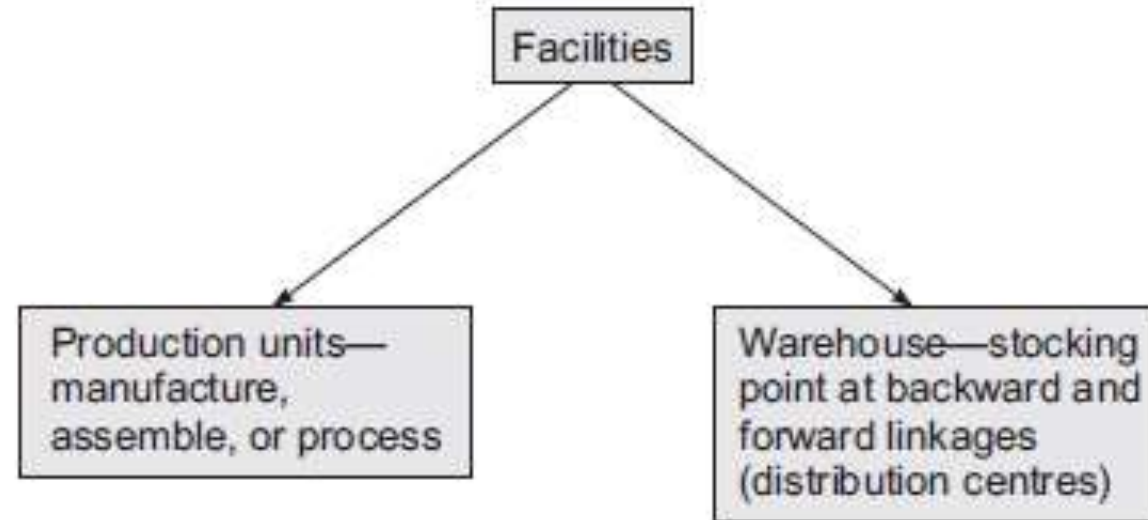 Facilities
Production units—
manufacture,
assemble, or process
Warehouse—stocking
point at backward and
forward linkages
(distribution centres)